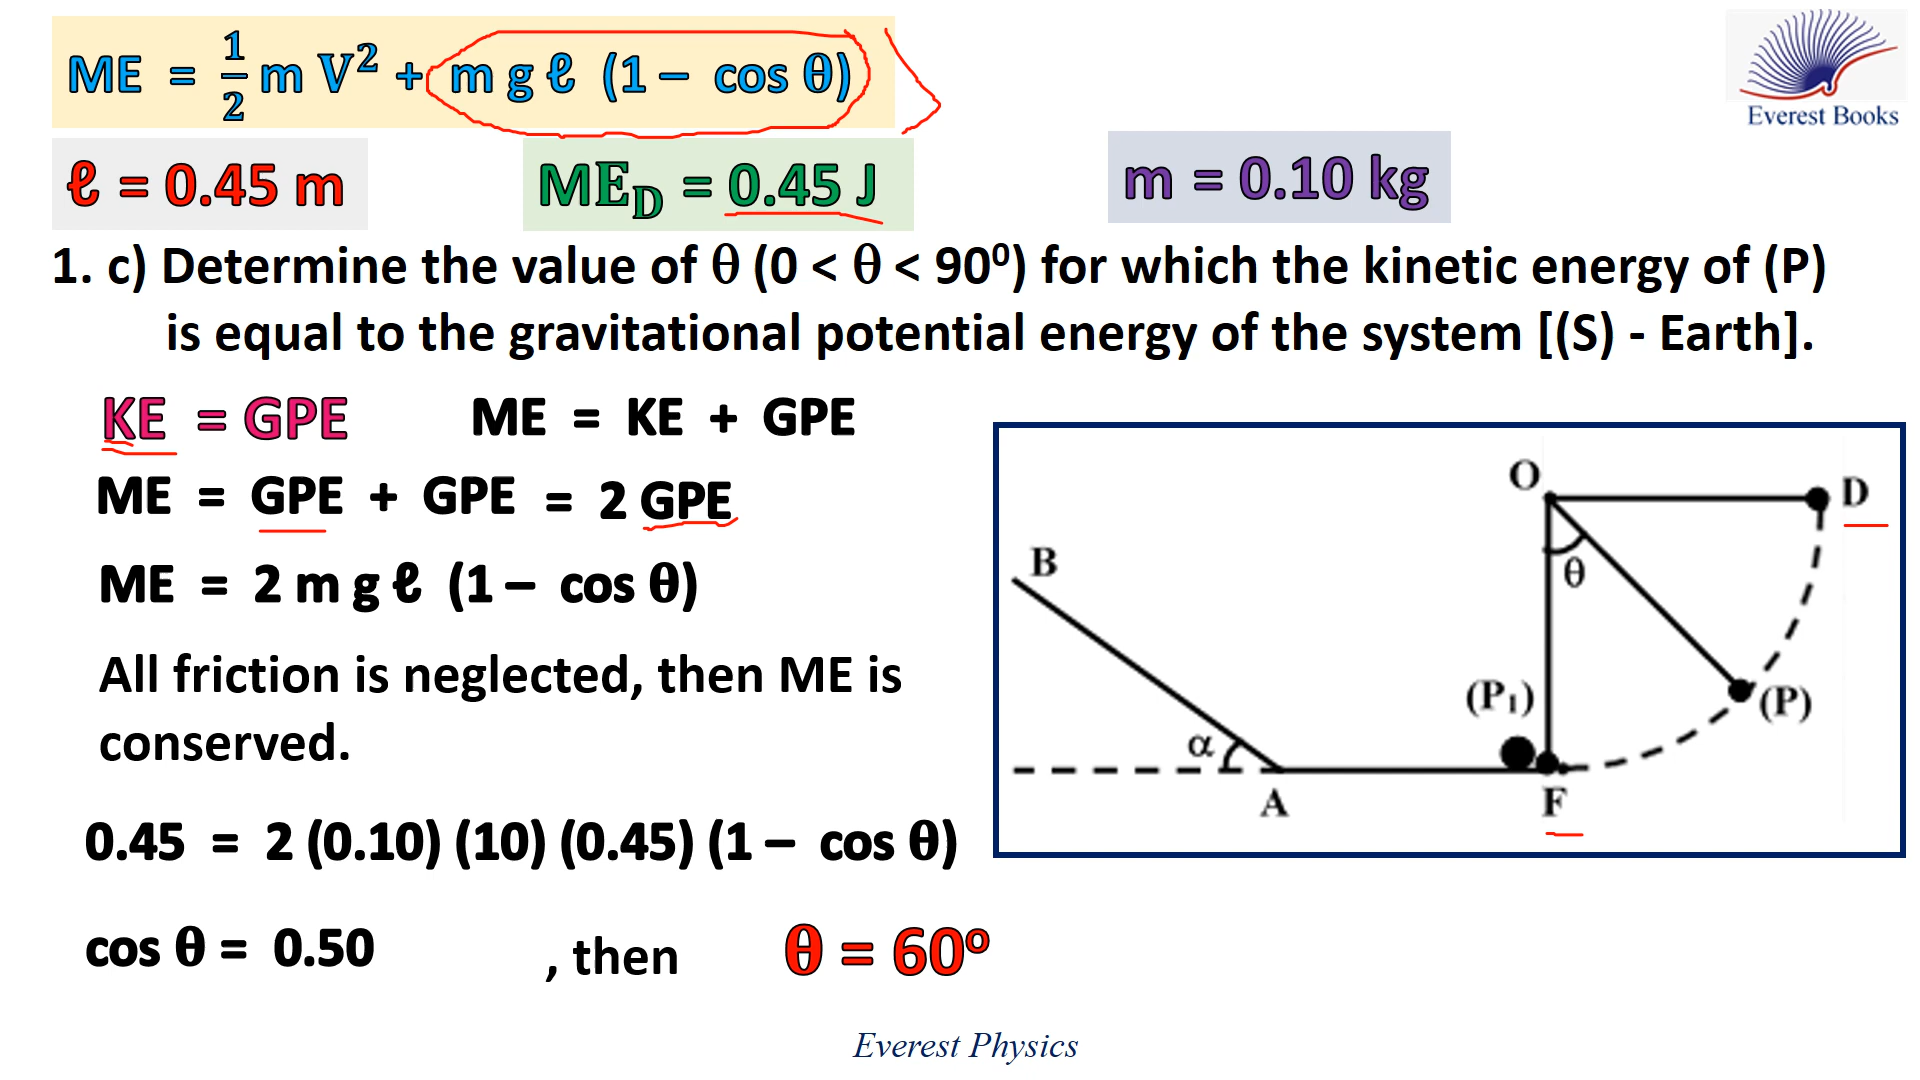 ME = 1/2 m V² + m g ℓ (1 – cos θ)
Everest Books
ℓ = 0.45 m
ME_D = 0.45 J
m = 0.10 kg
1. c) Determine the value of θ (0 < θ < 90⁰) for which the kinetic energy of (P)
is equal to the gravitational potential energy of the system [(S) - Earth].
KE = GPE
ME = KE + GPE
ME = GPE + GPE = 2 GPE
ME = 2 m g ℓ (1 – cos θ)
All friction is neglected, then ME is
conserved.
0.45 = 2 (0.10) (10) (0.45) (1 – cos θ)
cos θ = 0.50 , then θ = 60º
O
D
B
θ
(P₁)
(P)
α
A
F
Everest Physics